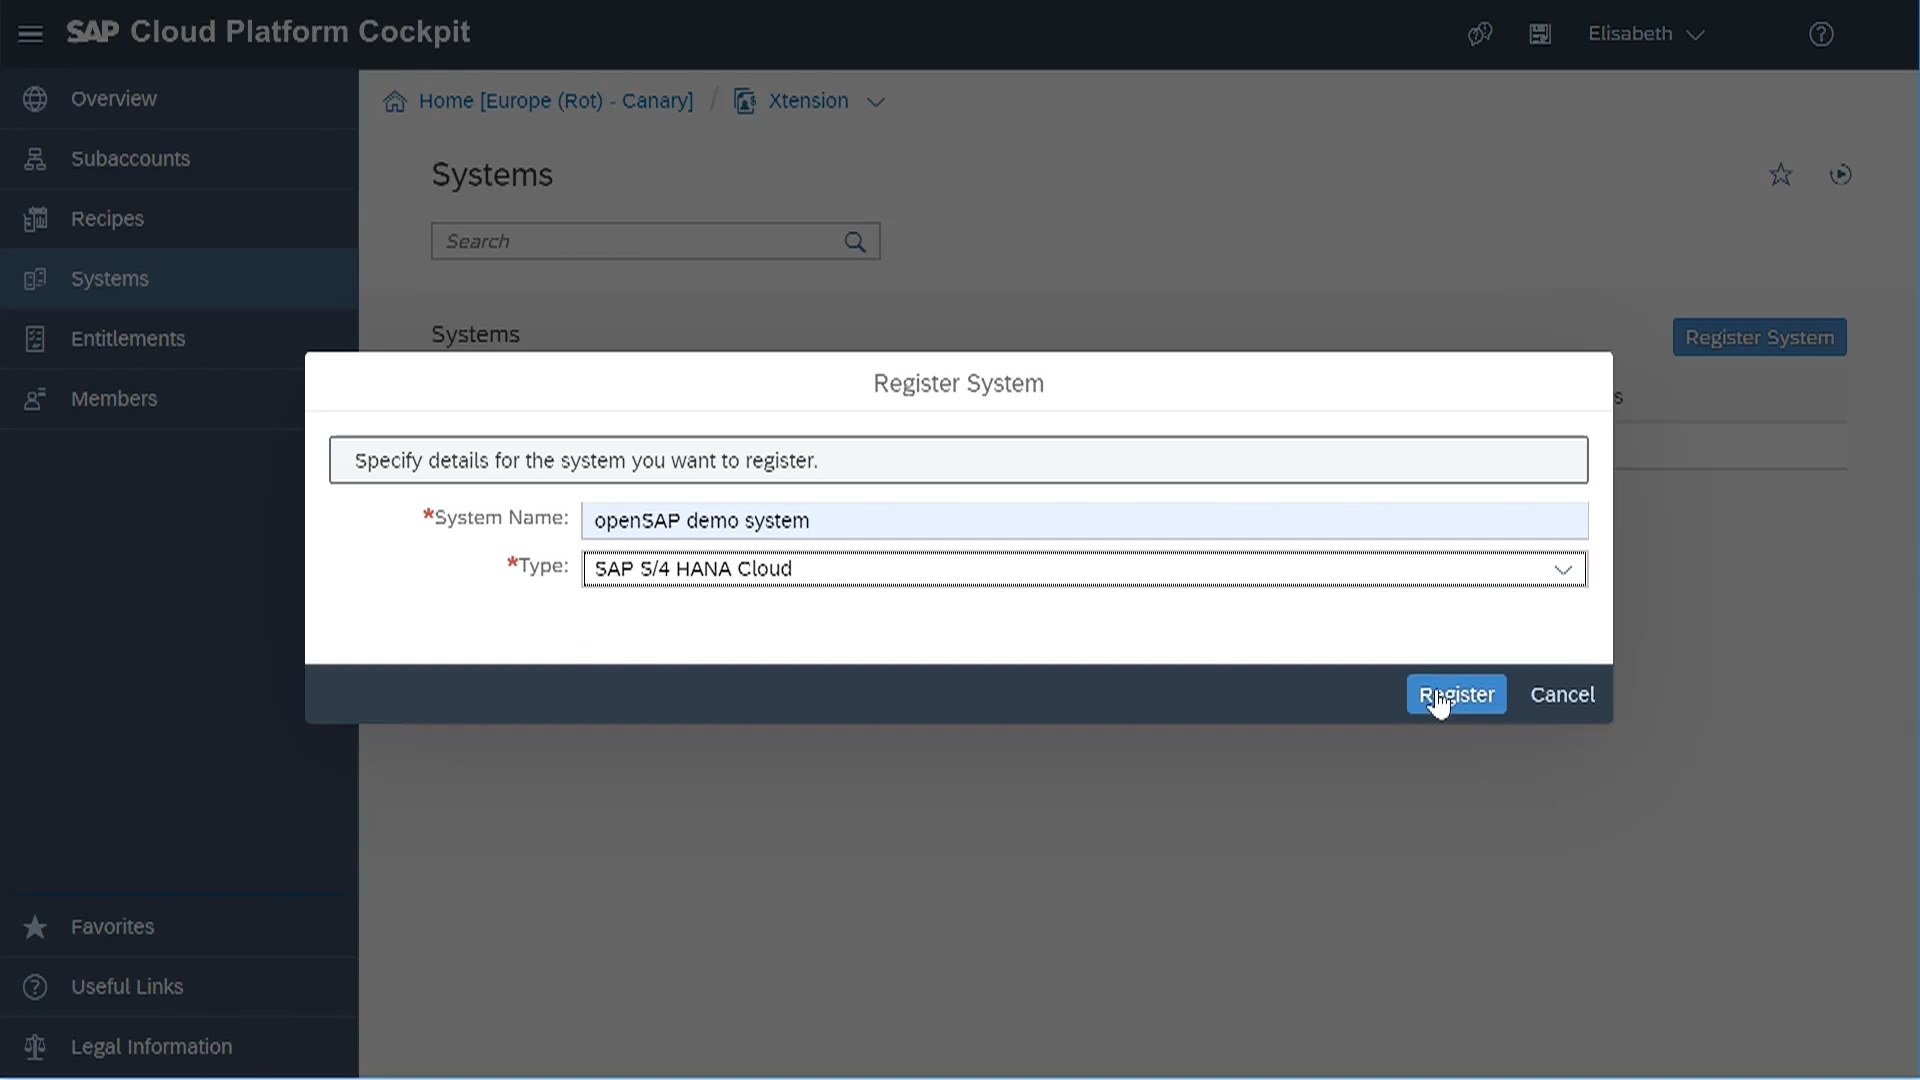 SAP Cloud Platform Cockpit
Elisabeth
Overview
Subaccounts
Recipes
Systems
Entitlements
Members
Favorites
Useful Links
Legal Information
Home [Europe (Rot) - Canary] / Xtension
Systems
Search
Systems
Register System
s
Register System
Specify details for the system you want to register.
*System Name: openSAP demo system
*Type: SAP S/4 HANA Cloud
Register Cancel